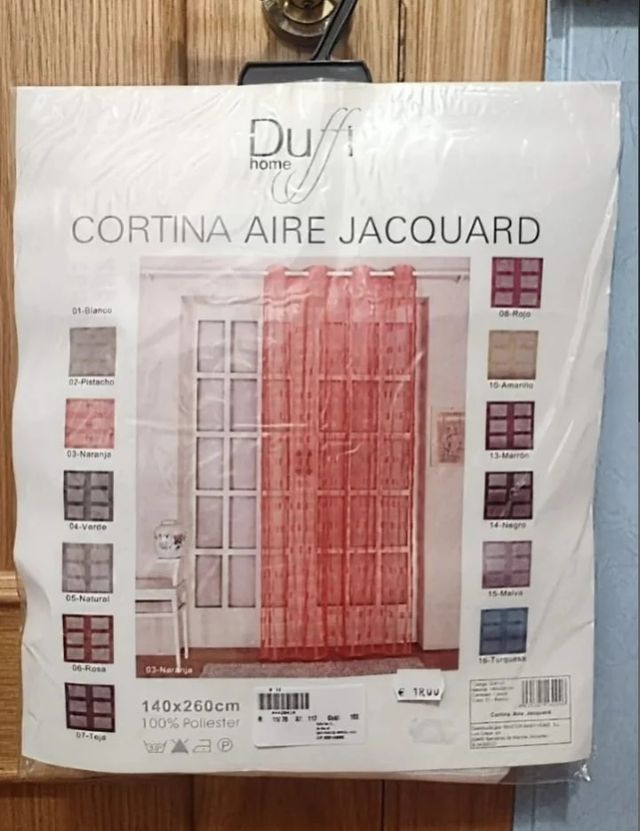 Duffi
home
CORTINA AIRE JACQUARD
01-Blanco
02-Pistacho
03-Naranja
04-Verde
05-Natural
06-Rosa
07-Teja
08-Rojo
10-Amarillo
13-Marrón
14-Negro
15-Malva
16-Turquesa
03-Naranja
140x260cm
100% Poliester
€ 18,00
Cortina Aire Jacquard